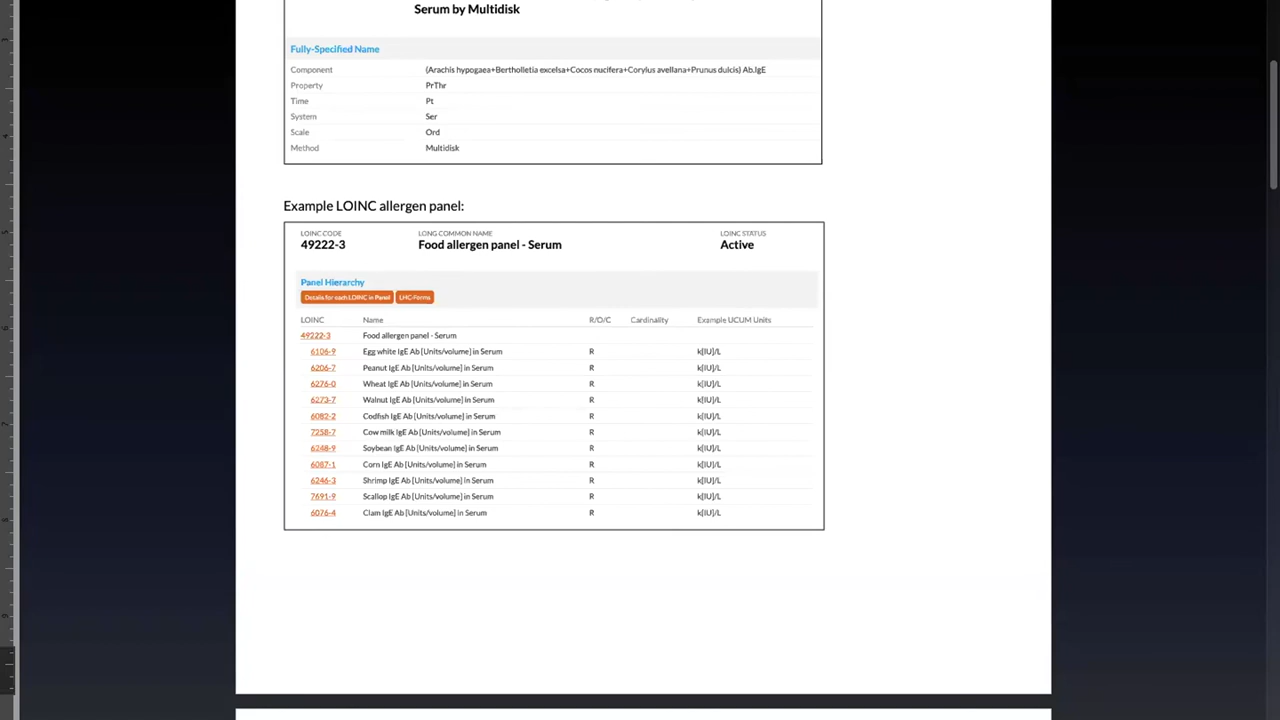 Serum by Multidisk
Fully-Specified Name
Component (Arachis hypogaea+Bertholletia excelsa+Cocos nucifera+Corylus avellana+Prunus dulcis) Ab.IgE
Property PrThr
Time Pt
System Ser
Scale Ord
Method Multidisk
Example LOINC allergen panel:
LOINC CODE LONG COMMON NAME LOINC STATUS
49222-3 Food allergen panel - Serum Active
Panel Hierarchy
Details for each LOINC in Panel LHC-Forms
LOINC Name R/O/C Cardinality Example UCUM Units
49222-3 Food allergen panel - Serum
6106-9 Egg white IgE Ab [Units/volume] in Serum R k[IU]/L
6206-7 Peanut IgE Ab [Units/volume] in Serum R k[IU]/L
6276-0 Wheat IgE Ab [Units/volume] in Serum R k[IU]/L
6273-7 Walnut IgE Ab [Units/volume] in Serum R k[IU]/L
6082-2 Codfish IgE Ab [Units/volume] in Serum R k[IU]/L
7258-7 Cow milk IgE Ab [Units/volume] in Serum R k[IU]/L
6248-9 Soybean IgE Ab [Units/volume] in Serum R k[IU]/L
6087-1 Corn IgE Ab [Units/volume] in Serum R k[IU]/L
6246-3 Shrimp IgE Ab [Units/volume] in Serum R k[IU]/L
7691-9 Scallop IgE Ab [Units/volume] in Serum R k[IU]/L
6076-4 Clam IgE Ab [Units/volume] in Serum R k[IU]/L